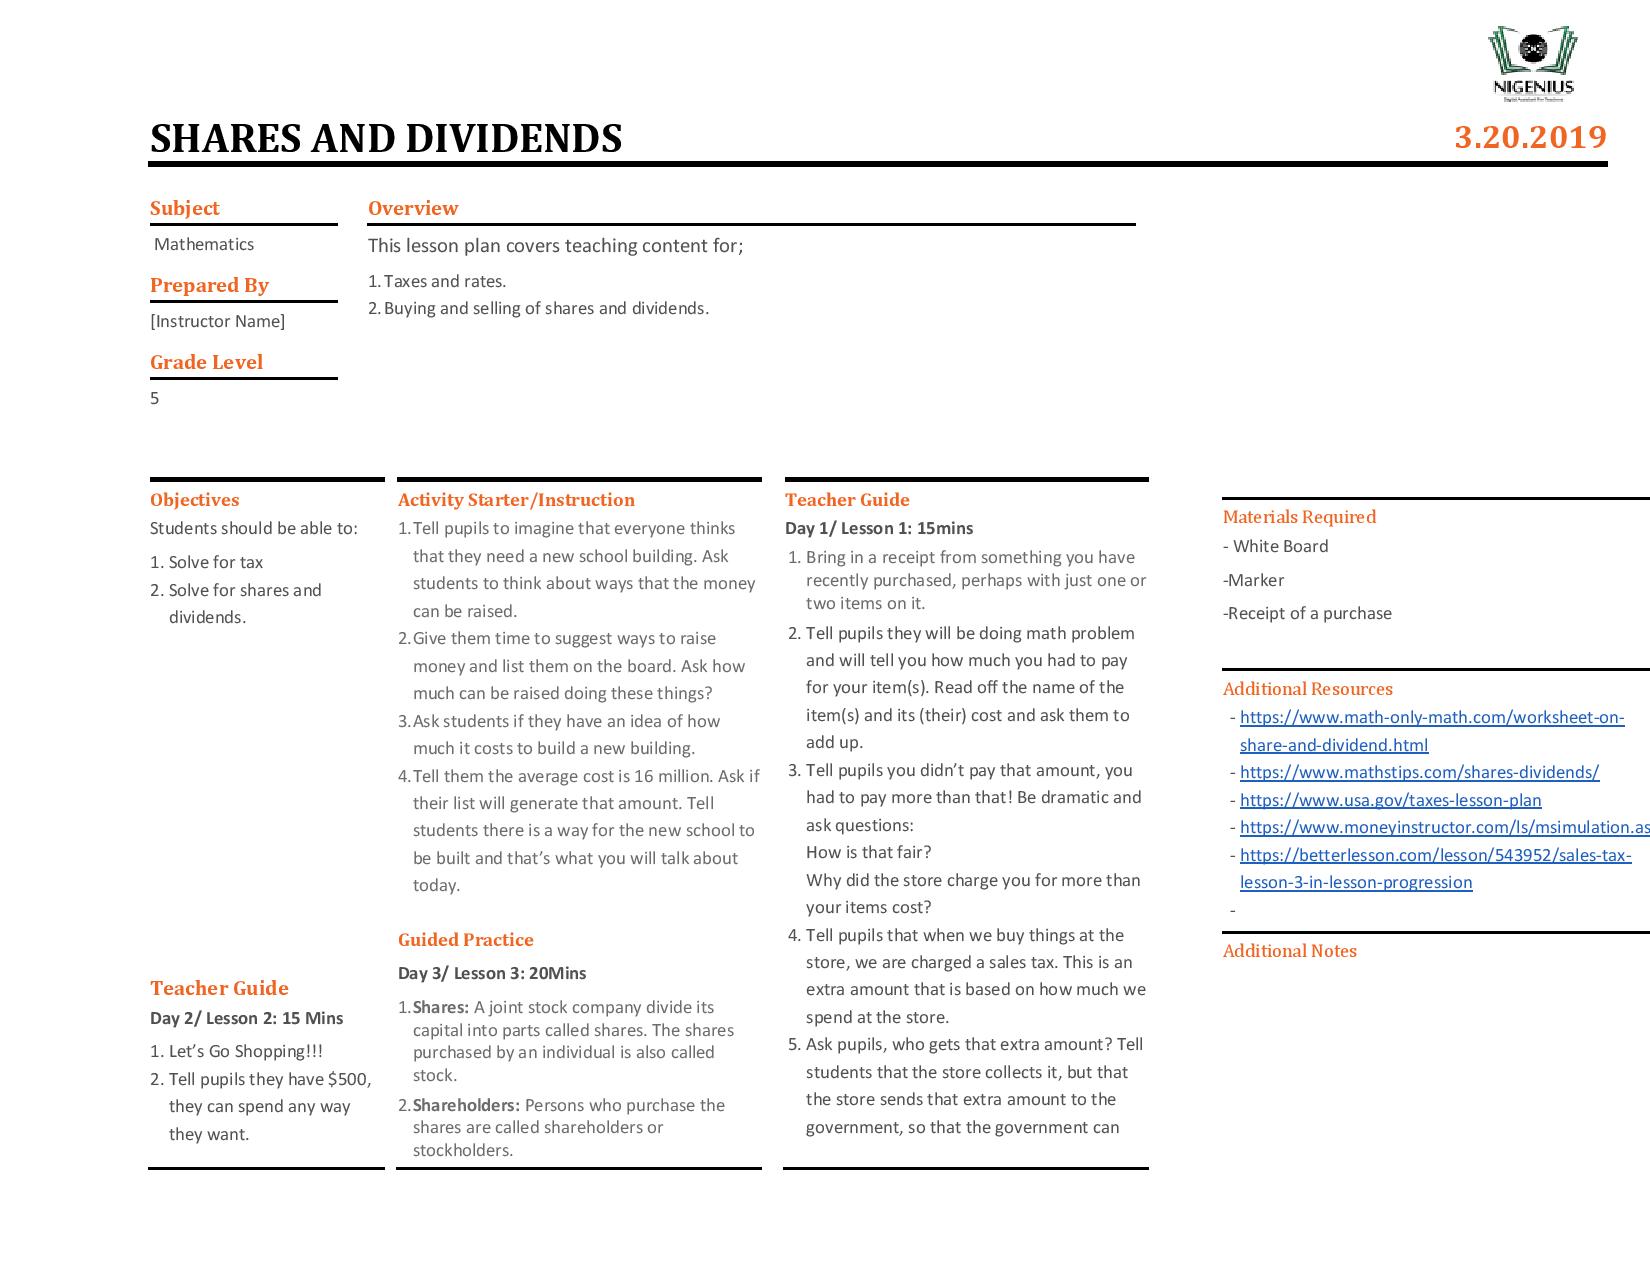 NIGENIUS
Digital Assistant For Teachers
SHARES AND DIVIDENDS
3.20.2019
Subject
Mathematics
Prepared By
[Instructor Name]
Grade Level
5
Overview
This lesson plan covers teaching content for;
1. Taxes and rates.
2. Buying and selling of shares and dividends.
Objectives
Students should be able to:
1. Solve for tax
2. Solve for shares and
dividends.
Teacher Guide
Day 2/ Lesson 2: 15 Mins
1. Let’s Go Shopping!!!
2. Tell pupils they have $500,
they can spend any way
they want.
Activity Starter/Instruction
1. Tell pupils to imagine that everyone thinks
that they need a new school building. Ask
students to think about ways that the money
can be raised.
2. Give them time to suggest ways to raise
money and list them on the board. Ask how
much can be raised doing these things?
3. Ask students if they have an idea of how
much it costs to build a new building.
4. Tell them the average cost is 16 million. Ask if
their list will generate that amount. Tell
students there is a way for the new school to
be built and that’s what you will talk about
today.
Guided Practice
Day 3/ Lesson 3: 20Mins
1. Shares: A joint stock company divide its
capital into parts called shares. The shares
purchased by an individual is also called
stock.
2. Shareholders: Persons who purchase the
shares are called shareholders or
stockholders.
Teacher Guide
Day 1/ Lesson 1: 15mins
1. Bring in a receipt from something you have
recently purchased, perhaps with just one or
two items on it.
2. Tell pupils they will be doing math problem
and will tell you how much you had to pay
for your item(s). Read off the name of the
item(s) and its (their) cost and ask them to
add up.
3. Tell pupils you didn’t pay that amount, you
had to pay more than that! Be dramatic and
ask questions:
How is that fair?
Why did the store charge you for more than
your items cost?
4. Tell pupils that when we buy things at the
store, we are charged a sales tax. This is an
extra amount that is based on how much we
spend at the store.
5. Ask pupils, who gets that extra amount? Tell
students that the store collects it, but that
the store sends that extra amount to the
government, so that the government can
Materials Required
- White Board
-Marker
-Receipt of a purchase
Additional Resources
- https://www.math-only-math.com/worksheet-on-
share-and-dividend.html
- https://www.mathstips.com/shares-dividends/
- https://www.usa.gov/taxes-lesson-plan
- https://www.moneyinstructor.com/ls/msimulation.as
- https://betterlesson.com/lesson/543952/sales-tax-
lesson-3-in-lesson-progression
-
Additional Notes